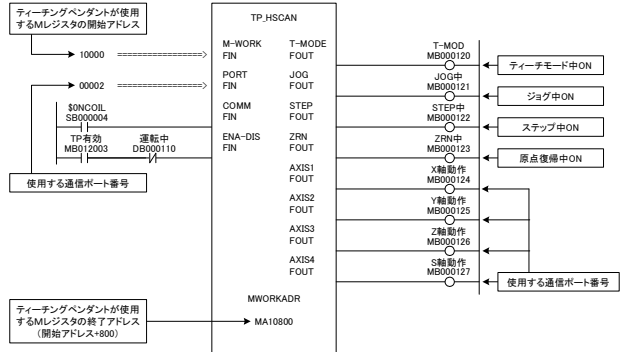 ティーチングペンダントが使用
するMレジスタの開始アドレス
TP_HSCAN
10000 =================>
M-WORK T-MODE
FIN FOUT
T-MOD
MB000120
ティーチモード中ON
00002 =================>
PORT JOG
FIN FOUT
JOG中
MB000121
ジョグ中ON
$ONCOIL
SB000004
COMM STEP
FIN FOUT
STEP中
MB000122
ステップ中ON
TP有効 運転中
MB012003 DB000110
ENA-DIS ZRN
FIN FOUT
ZRN中
MB000123
原点復帰中ON
使用する通信ポート番号
AXIS1
FOUT
X軸動作
MB000124
AXIS2
FOUT
Y軸動作
MB000125
AXIS3
FOUT
Z軸動作
MB000126
AXIS4
FOUT
S軸動作
MB000127
使用する通信ポート番号
ティーチングペンダントが使用
するMレジスタの終了アドレス
(開始アドレス+800)
MWORKADR
MA10800